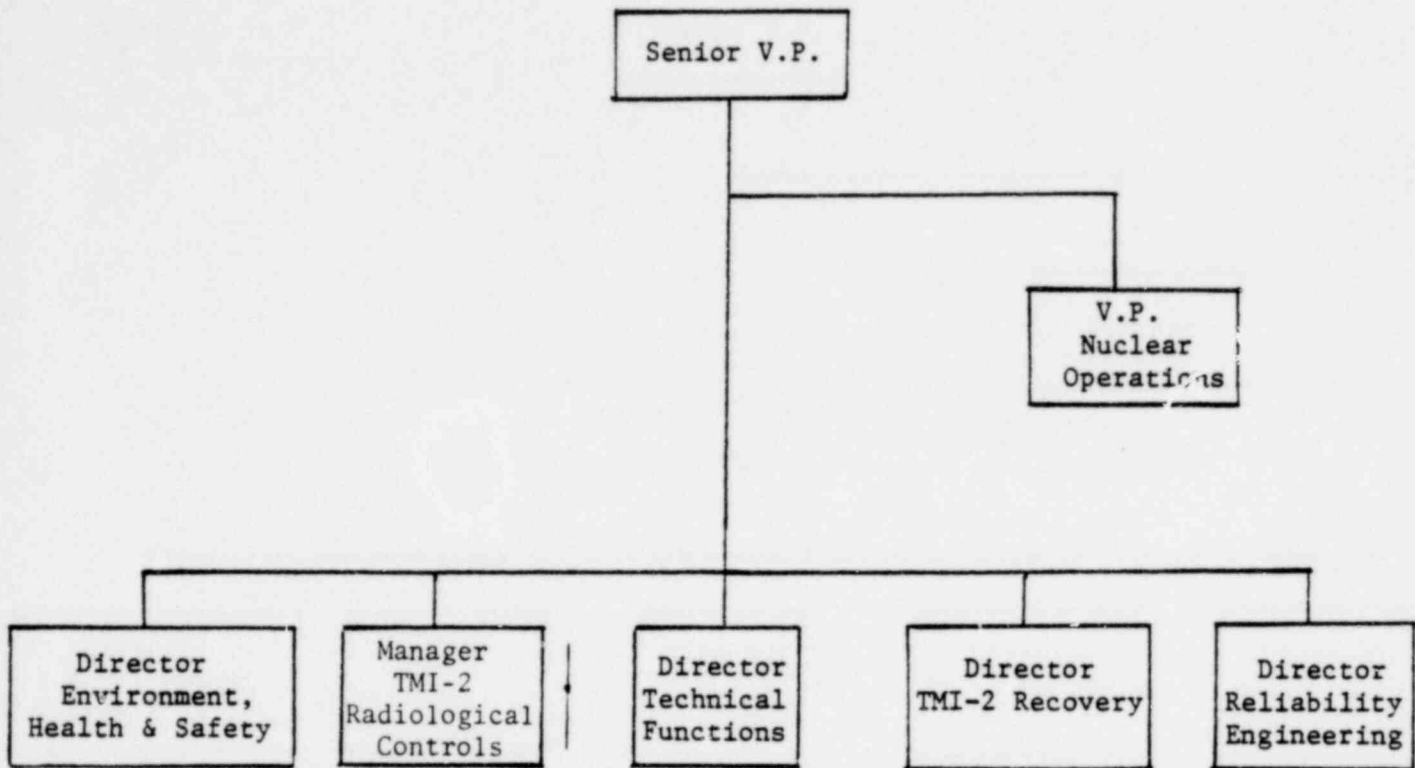 Senior V.P.
V.P.
Nuclear
Operations
Director
Environment,
Health & Safety
Manager
TMI-2
Radiological
Controls
Director
Technical
Functions
Director
TMI-2 Recovery
Director
Reliability
Engineering